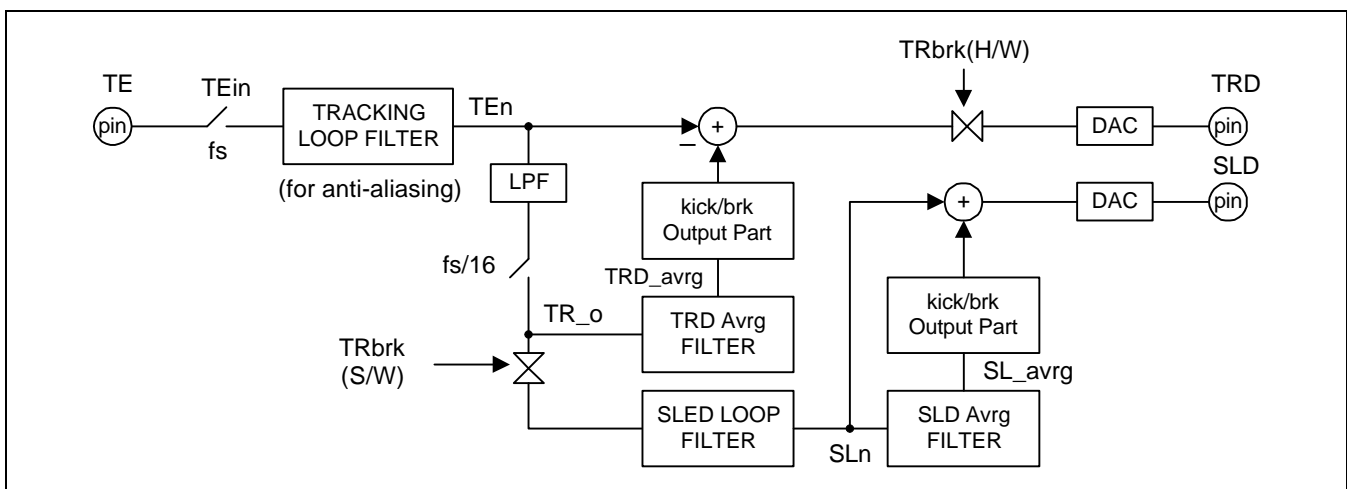 TRbrk(H/W)
TE
TEin
TEn
TRD
pin
fs
TRACKING
LOOP FILTER
(for anti-aliasing)
+
–
DAC
pin
SLD
LPF
kick/brk
Output Part
+
DAC
pin
fs/16
TRD_avrg
TR_o
TRD Avrg
FILTER
kick/brk
Output Part
TRbrk
(S/W)
SL_avrg
SLED LOOP
FILTER
SLn
SLD Avrg
FILTER